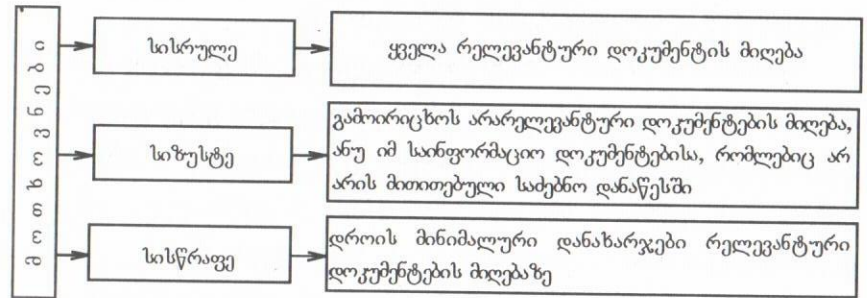 მოთხოვნები
სისრულე
ყველა რელევანტური დოკუმენტის მიღება
სიზუსტე
გამოირიცხოს არარელევანტური დოკუმენტების მიღება,
ანუ იმ საინფორმაციო დოკუმენტებისა, რომლებიც არ
არის მითითებული საძებნო დანაწესში
სისწრაფე
დროის მინიმალური დანახარჯები რელევანტური
დოკუმენტების მიღებაზე